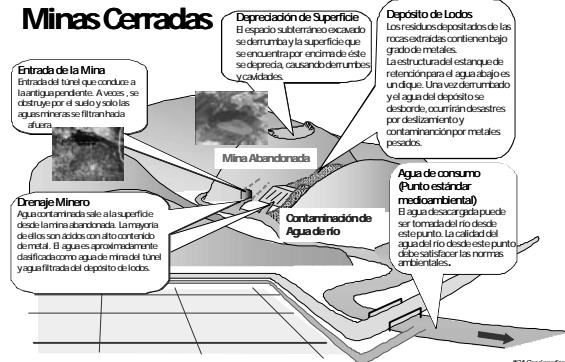 Minas Cerradas
Depreciación de Superficie
El espacio subterráneo excavado
se derrumba y la superficie que
se encuentra por encima de éste
se deprecia, causando derrumbes
y cavidades.
Depósito de Lodos
Los residuos depositados de las
rocas extraidas contienen bajo
grado de metales.
La estructura del estanque de
retención para el agua abajo es
un dique. Una vez derrumbado
y el agua del depósito se
desborde, ocurrirán desastres
por deslizamiento y
contaminanción por metales
pesados.
Entrada de la Mina
Entrada del túnel que conduce a
la antigua pendiente. A veces , se
obstruye por el suelo y solo las
aguas mineras se filtran hacia
afuera.
Mina Abandonada
Drenaje Minero
Agua contaminada sale a la superficie
desde la mina abandonada. La mayoria
de ellos son ácidos con alto contenido
de metal. El agua es aproximadamente
clasificada como agua de mina del túnel
y agua filtrada del depósito de lodos.
Contaminación de
Agua de río
Agua de consumo
(Punto estándar
medioambiental)
El agua desacargada puede
ser tomada del río desde
este punto. La calidad del
agua del río desde este punto
debe satisfacer las normas
ambientales.